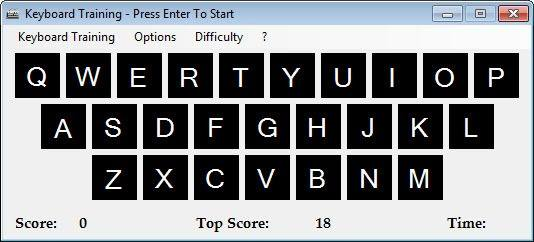 Keyboard Training - Press Enter To Start
Keyboard Training Options Difficulty ?
Q W E R T Y U I O P
A S D F G H J K L
Z X C V B N M
Score: 0 Top Score: 18 Time: